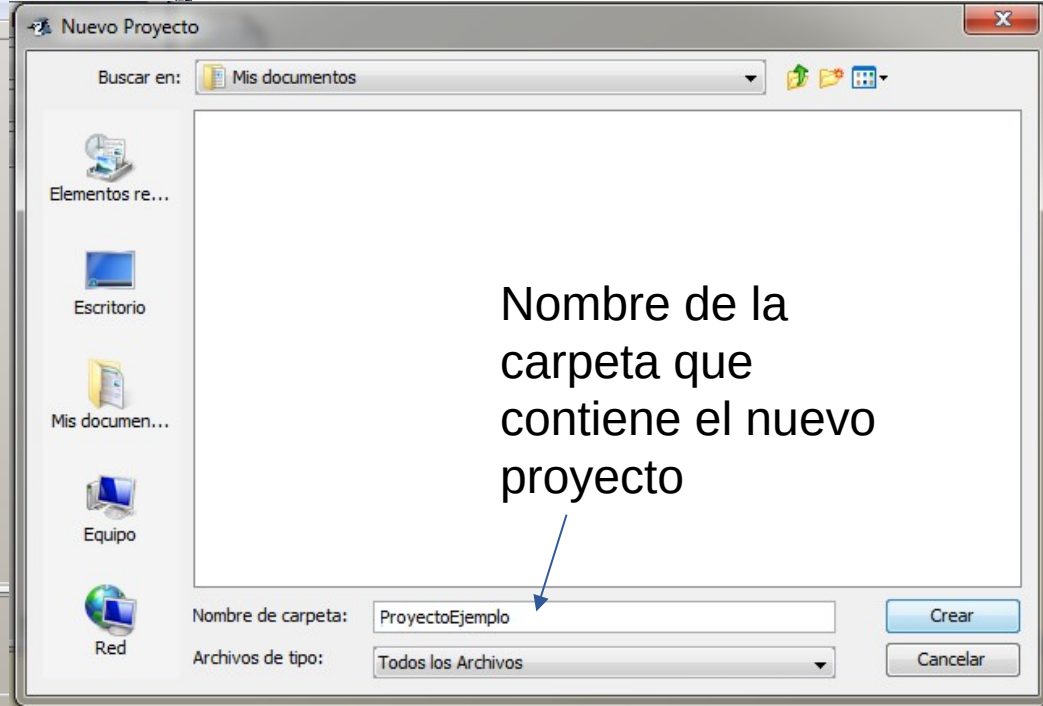 Nuevo Proyecto
Buscar en:
Mis documentos
Elementos re...
Escritorio
Mis documen...
Equipo
Red
Nombre de la
carpeta que
contiene el nuevo
proyecto
Nombre de carpeta:
ProyectoEjemplo
Crear
Archivos de tipo:
Todos los Archivos
Cancelar